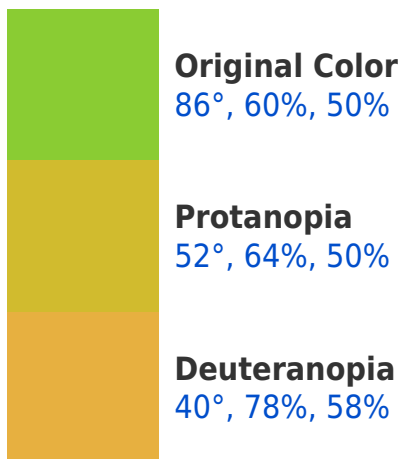 Original Color
86°, 60%, 50%
Protanopia
52°, 64%, 50%
Deuteranopia
40°, 78%, 58%